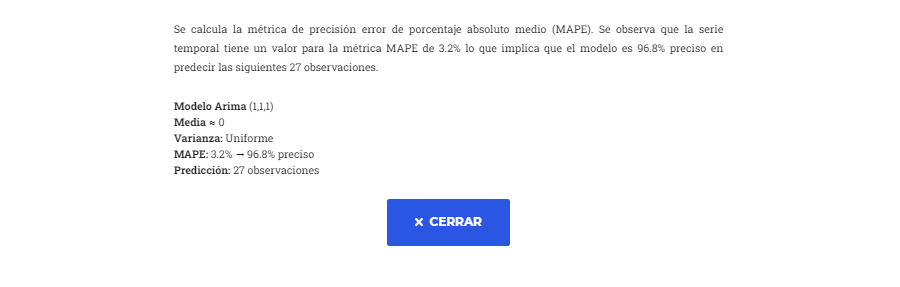 Se calcula la métrica de precisión error de porcentaje absoluto medio (MAPE). Se observa que la serie
temporal tiene un valor para la métrica MAPE de 3.2% lo que implica que el modelo es 96.8% preciso en
predecir las siguientes 27 observaciones.
Modelo Arima (1,1,1)
Media ≈ 0
Varianza: Uniforme
MAPE: 3.2% → 96.8% preciso
Predicción: 27 observaciones
× CERRAR